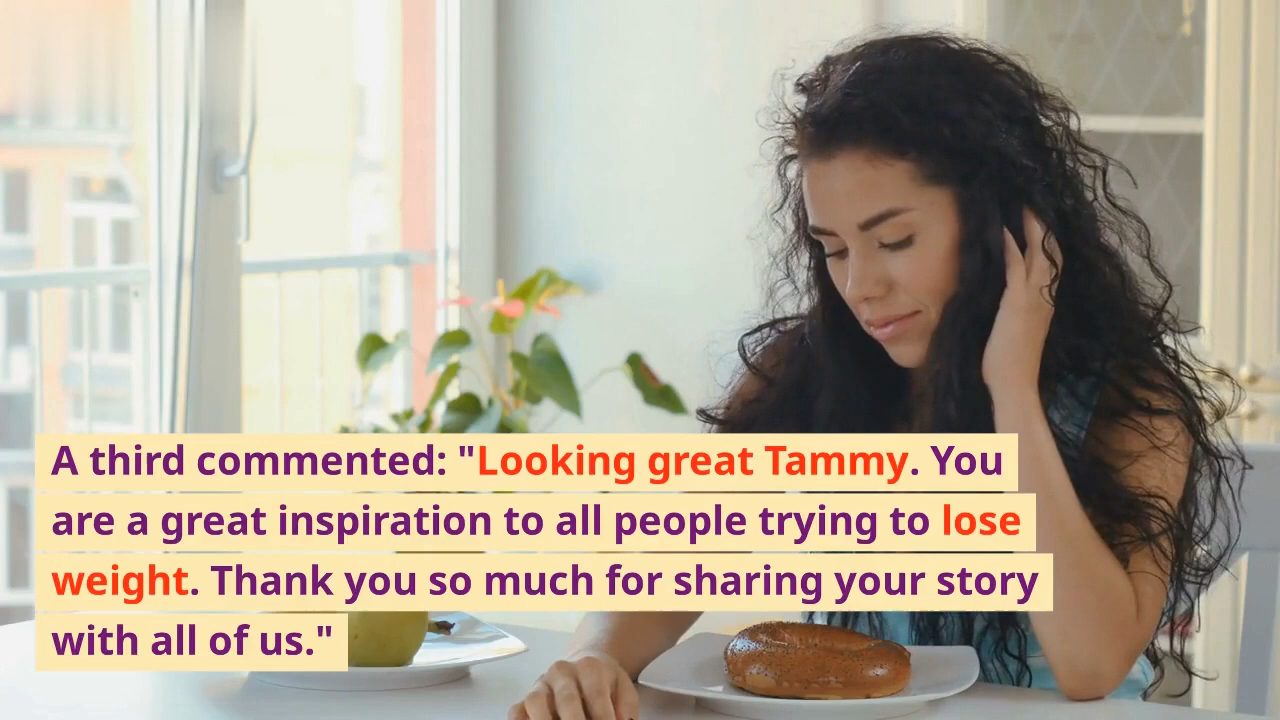 A third commented: "Looking great Tammy. You
are a great inspiration to all people trying to lose
weight. Thank you so much for sharing your story
with all of us."